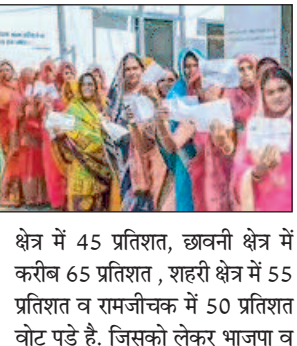 क्षेत्र में 45 प्रतिशत, छावनी क्षेत्र में
करीब 65 प्रतिशत , शहरी क्षेत्र में 55
प्रतिशत व रामजीचक में 50 प्रतिशत
वोट पड़े है. जिसको लेकर भाजपा व